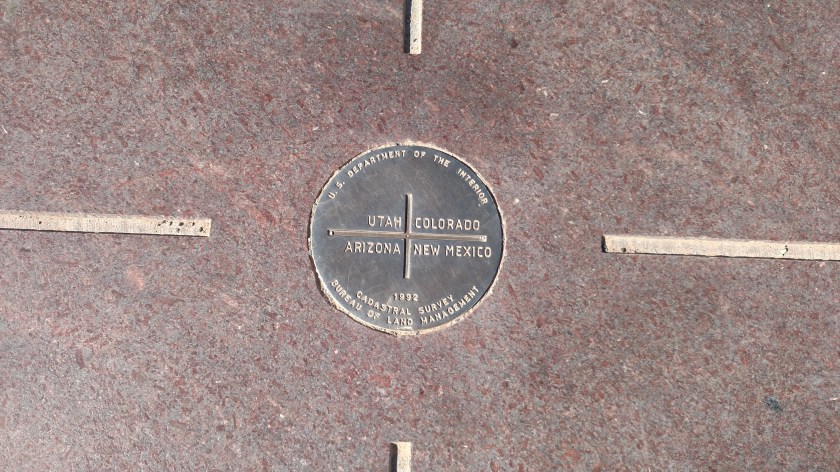 U.S. DEPARTMENT OF THE INTERIOR
UTAH COLORADO
ARIZONA NEW MEXICO
1992
CADASTRAL SURVEY
BUREAU OF LAND MANAGEMENT